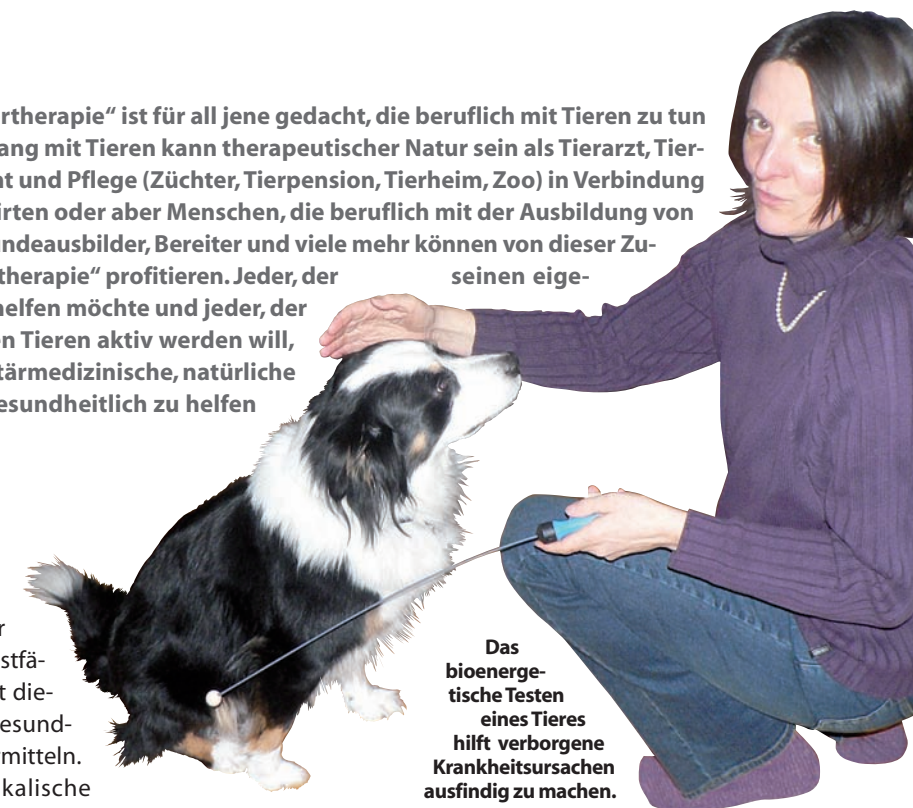 rtherapie“ ist für all jene gedacht, die beruflich mit Tieren zu tun
ang mit Tieren kann therapeutischer Natur sein als Tierarzt, Tier-
ht und Pflege (Züchter, Tierpension, Tierheim, Zoo) in Verbindung
irten oder aber Menschen, die beruflich mit der Ausbildung von
undeausbilder, Bereiter und viele mehr können von dieser Zu-
therapie“ profitieren. Jeder, der seinen eige-
helfen möchte und jeder, der
en Tieren aktiv werden will,
tärmedizinische, natürliche
esundheitlich zu helfen
r
stfä-
t die-
esund-
rmitteln.
kalische
Das
bioenerge-
tische Testen
eines Tieres
hilft verborgene
Krankheitsursachen
ausfindig zu machen.